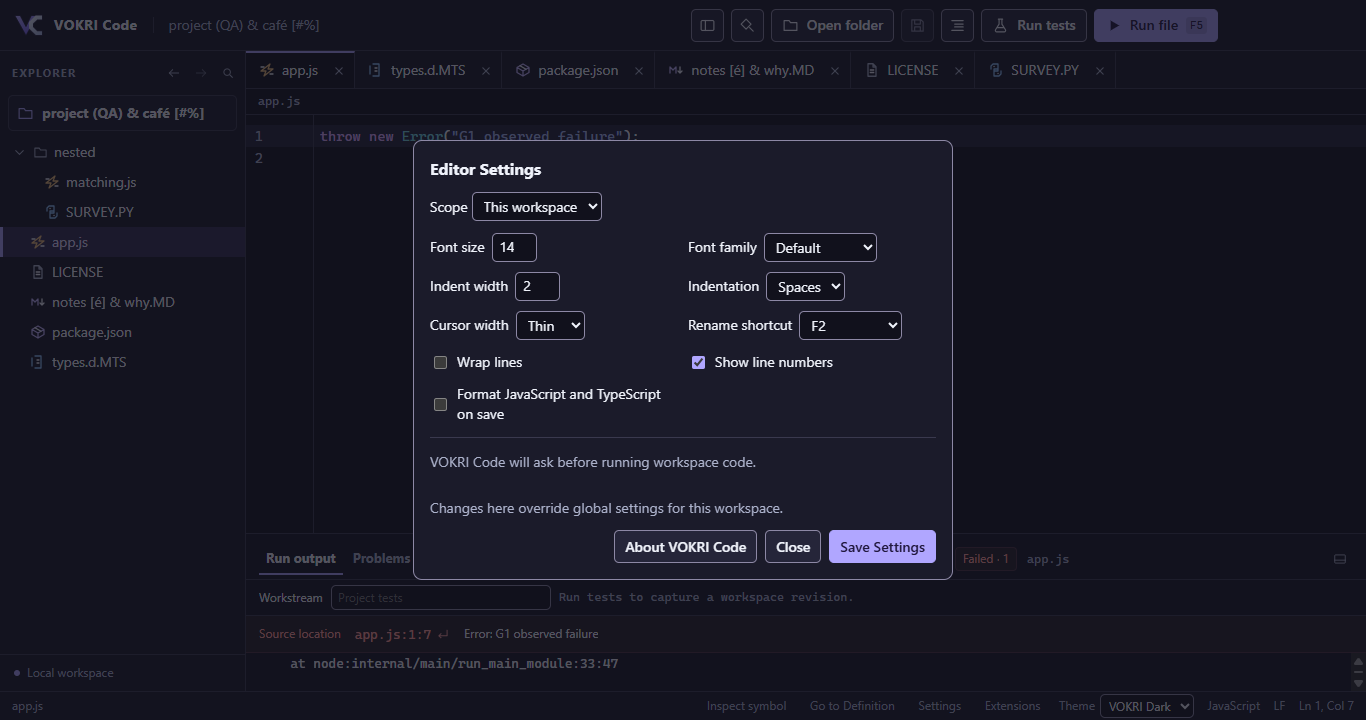 VOKRI Code project (QA) & café [#%] Open folder Run tests Run file F5
EXPLORER
app.js types.d.MTS package.json notes [é] & why.MD LICENSE SURVEY.PY
project (QA) & café [#%]
nested
matching.js
SURVEY.PY
app.js
LICENSE
notes [é] & why.MD
package.json
types.d.MTS
Local workspace
app.js
1 throw new Error("G1 observed failure");
2
Editor Settings
Scope This workspace
Font size 14 Font family Default
Indent width 2 Indentation Spaces
Cursor width Thin Rename shortcut F2
Wrap lines Show line numbers
Format JavaScript and TypeScript
on save
VOKRI Code will ask before running workspace code.
Changes here override global settings for this workspace.
About VOKRI Code Close Save Settings
Run output Problems Failed · 1 app.js
Workstream Project tests Run tests to capture a workspace revision.
Source location app.js:1:7 ↵ Error: G1 observed failure
at node:internal/main/run_main_module:33:47
app.js Inspect symbol Go to Definition Settings Extensions Theme VOKRI Dark JavaScript LF Ln 1, Col 7